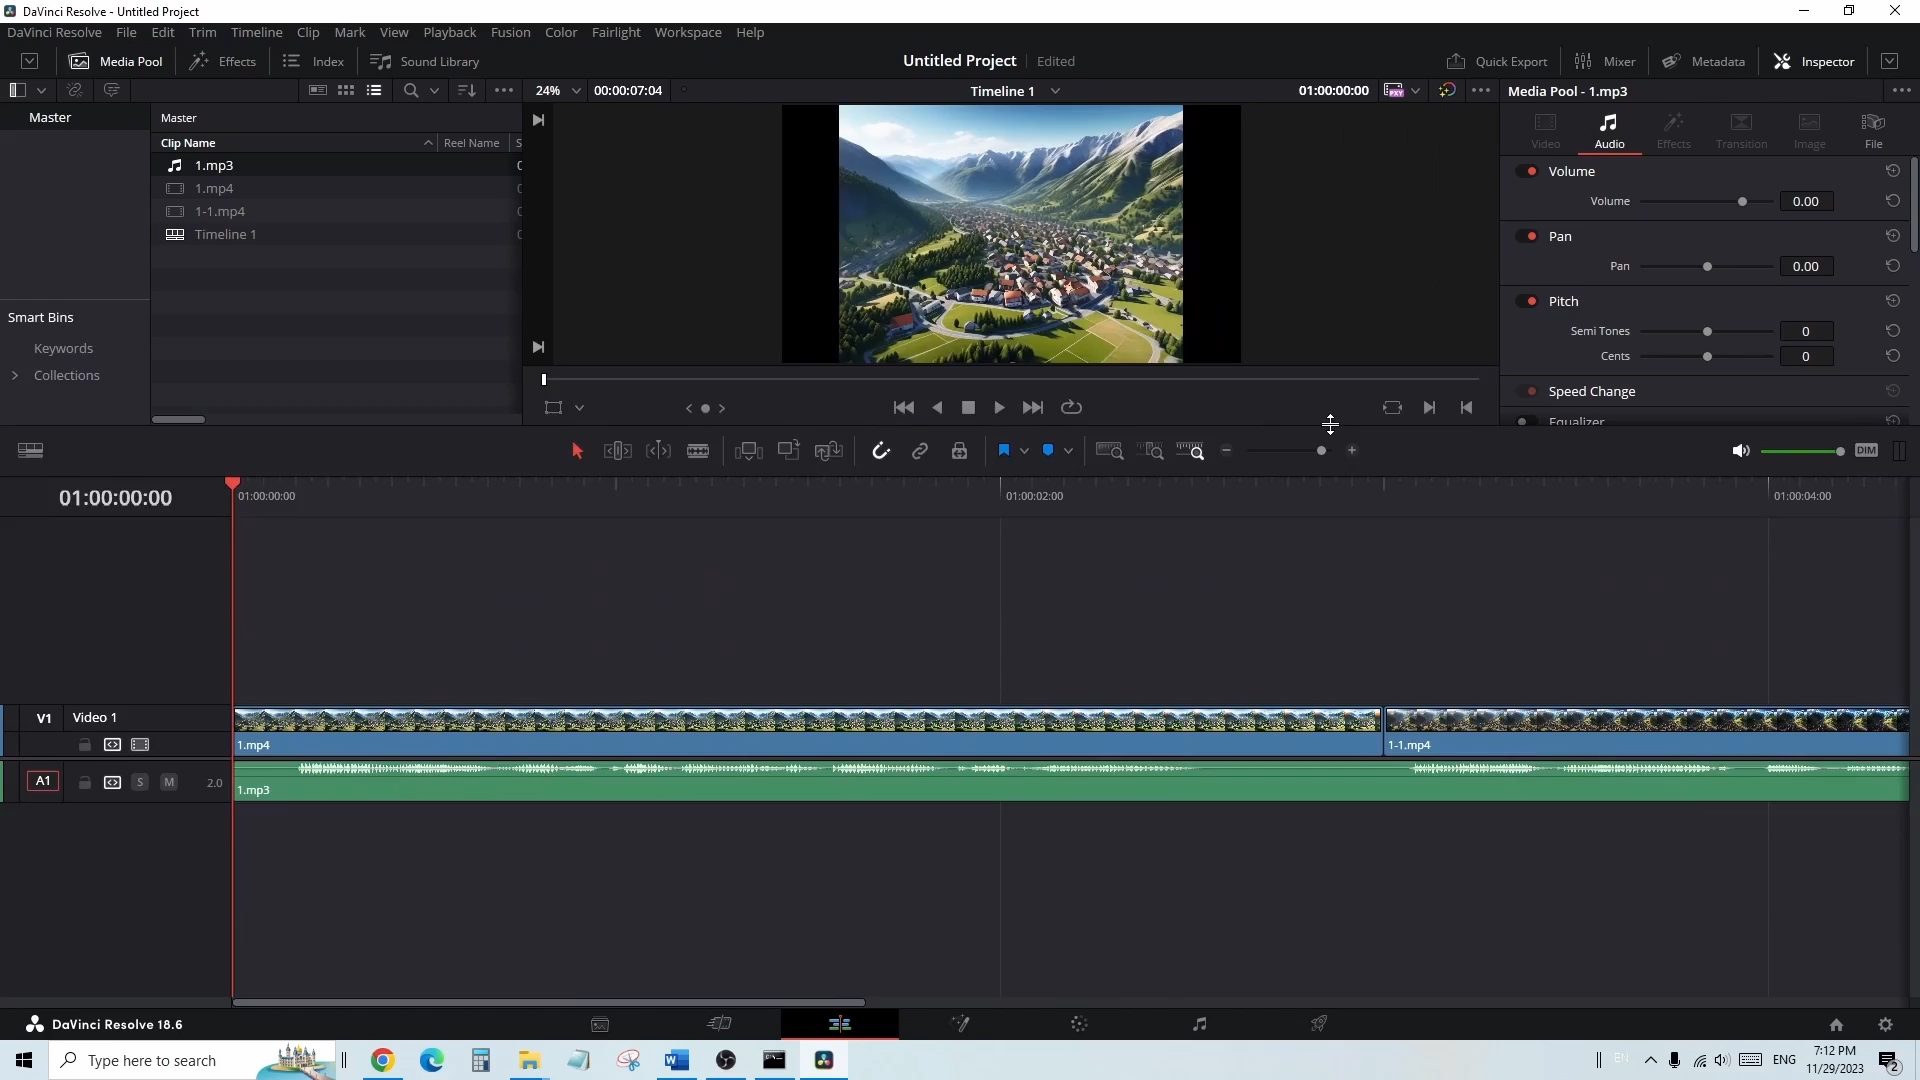 DaVinci Resolve - Untitled Project
DaVinci Resolve File Edit Trim Timeline Clip Mark View Playback Fusion Color Fairlight Workspace Help
Media Pool Effects Index Sound Library Untitled Project Edited Quick Export Mixer Metadata Inspector
24% 00:00:07:04 Timeline 1 01:00:00:00 PXY Media Pool - 1.mp3
Master Master
Video Audio Effects Transition Image File
Clip Name Reel Name S
1.mp3 0
1.mp4 0
1-1.mp4 0
Timeline 1 0
Volume
Volume 0.00
Pan
Pan 0.00
Pitch
Semi Tones 0
Cents 0
Speed Change
Equalizer
Smart Bins
Keywords
Collections
DIM
01:00:00:00 01:00:00:00 01:00:02:00 01:00:04:00
V1 Video 1
1.mp4 1-1.mp4
A1 S M 2.0
1.mp3
DaVinci Resolve 18.6
Type here to search
W
EN ENG
7:12 PM
11/29/2023
2